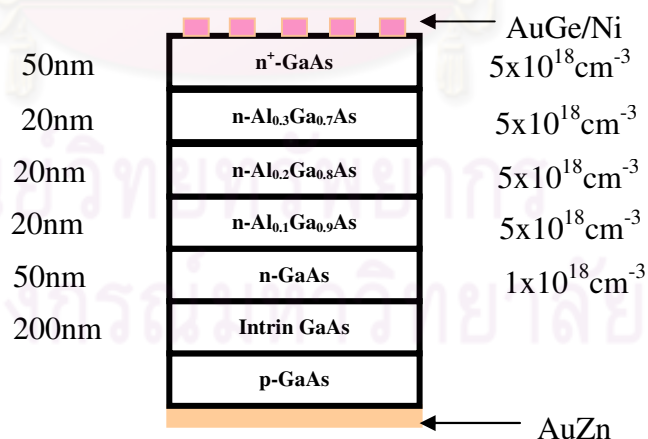 AuGe/Ni
50nm n⁺-GaAs 5x10¹⁸cm⁻³
20nm n-Al₀.₃Ga₀.₇As 5x10¹⁸cm⁻³
20nm n-Al₀.₂Ga₀.₈As 5x10¹⁸cm⁻³
20nm n-Al₀.₁Ga₀.₉As 5x10¹⁸cm⁻³
50nm n-GaAs 1x10¹⁸cm⁻³
200nm Intrin GaAs
p-GaAs
AuZn